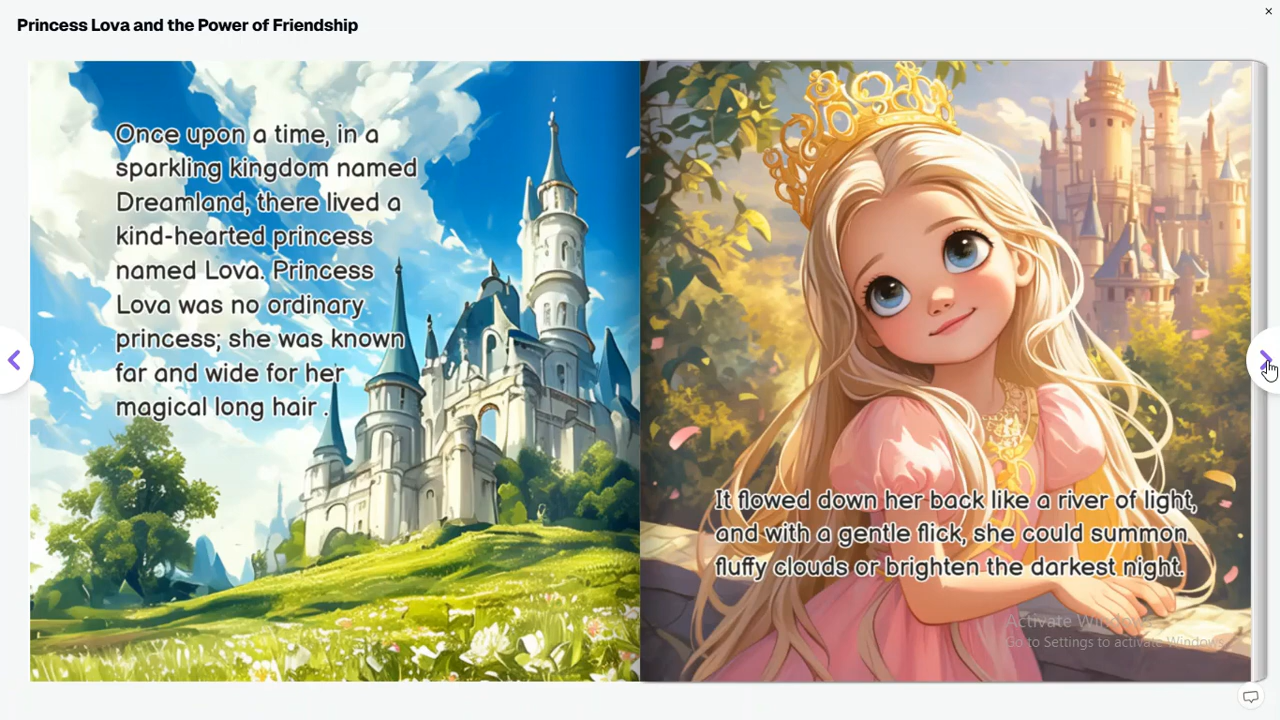 Princess Lova and the Power of Friendship
Once upon a time, in a
sparkling kingdom named
Dreamland, there lived a
kind-hearted princess
named Lova. Princess
Lova was no ordinary
princess; she was known
far and wide for her
magical long hair .
It flowed down her back like a river of light,
and with a gentle flick, she could summon
fluffy clouds or brighten the darkest night.
Activate Windows
Go to Settings to activate Windows.